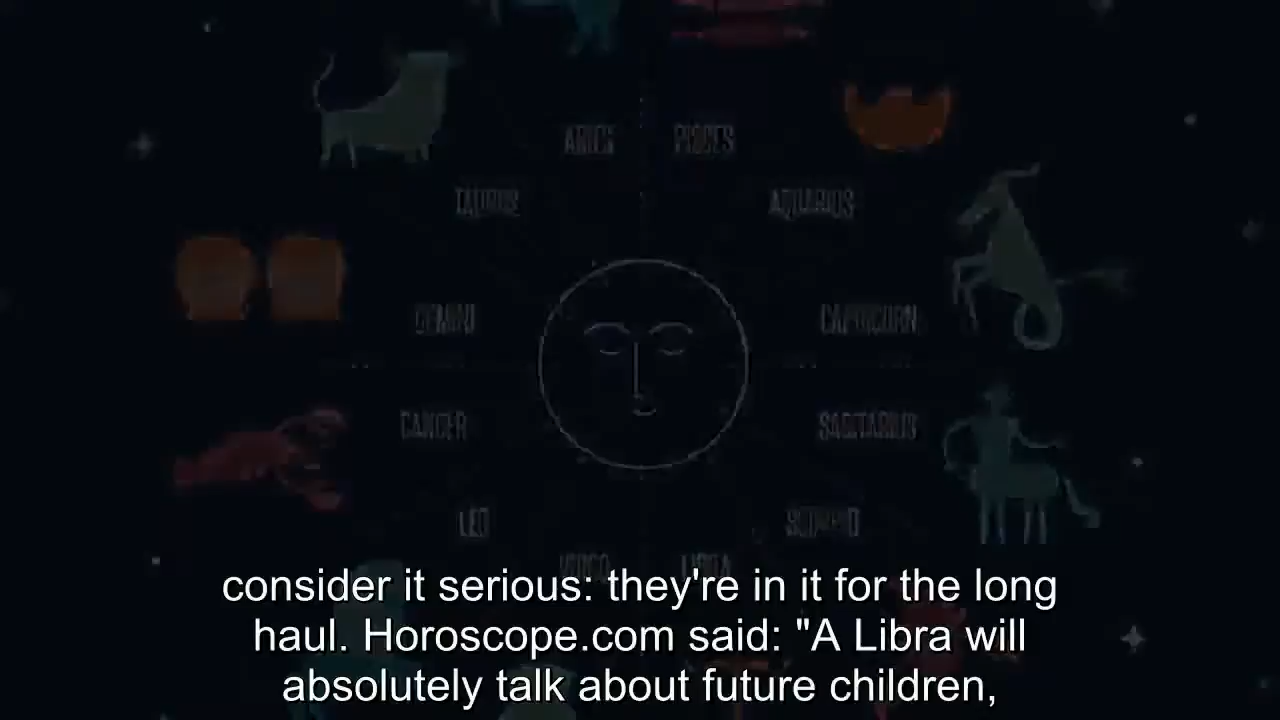 ARIES PISCES
TAURUS AQUARIUS
GEMINI CAPRICORN
CANCER SAGITARIUS
LEO SCORPIO
VIRGO LIBRA
consider it serious: they're in it for the long
haul. Horoscope.com said: "A Libra will
absolutely talk about future children,